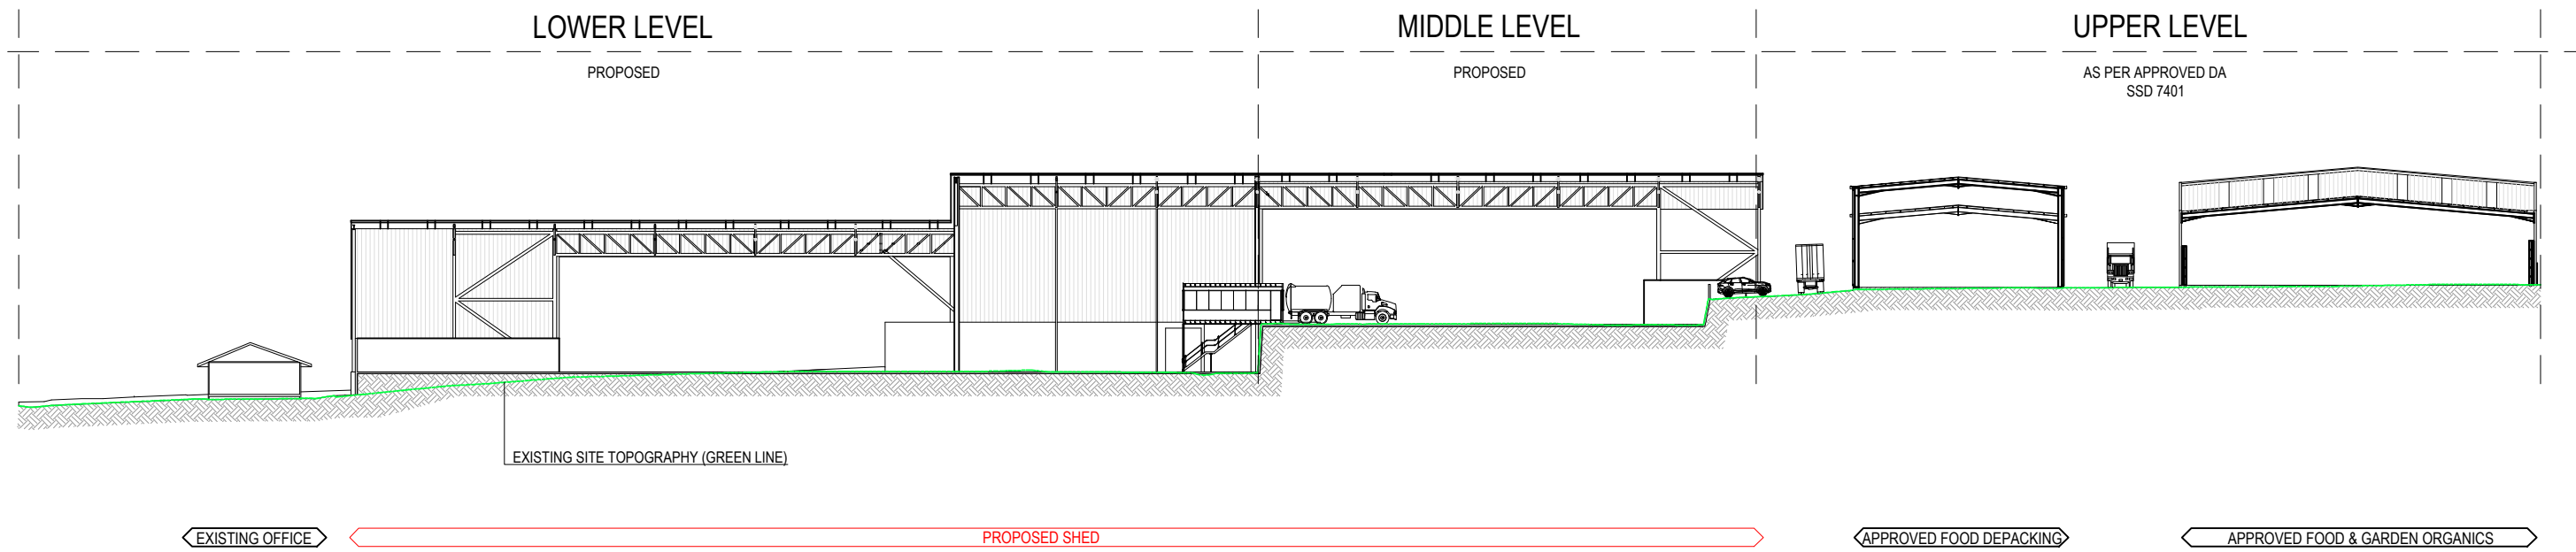 LOWER LEVEL
MIDDLE LEVEL
UPPER LEVEL
PROPOSED
PROPOSED
AS PER APPROVED DA
SSD 7401
EXISTING SITE TOPOGRAPHY (GREEN LINE)
EXISTING OFFICE
PROPOSED SHED
APPROVED FOOD DEPACKING
APPROVED FOOD & GARDEN ORGANICS